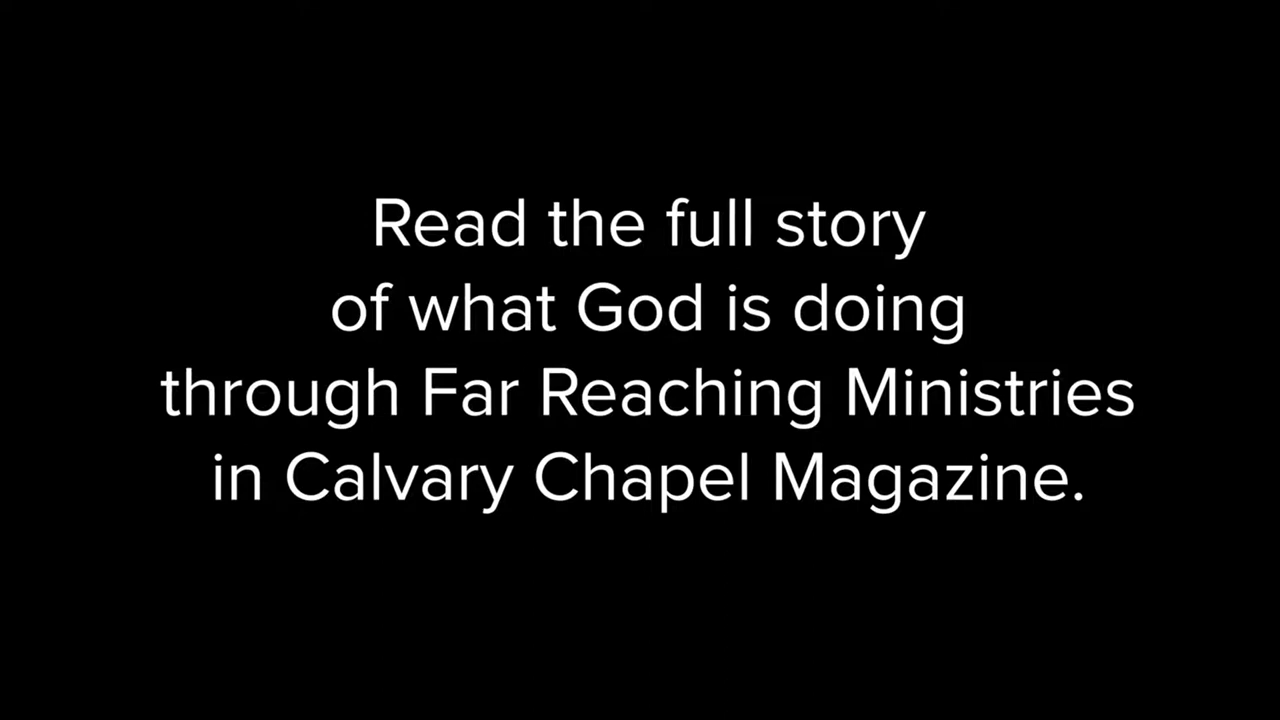 Read the full story
of what God is doing
through Far Reaching Ministries
in Calvary Chapel Magazine.